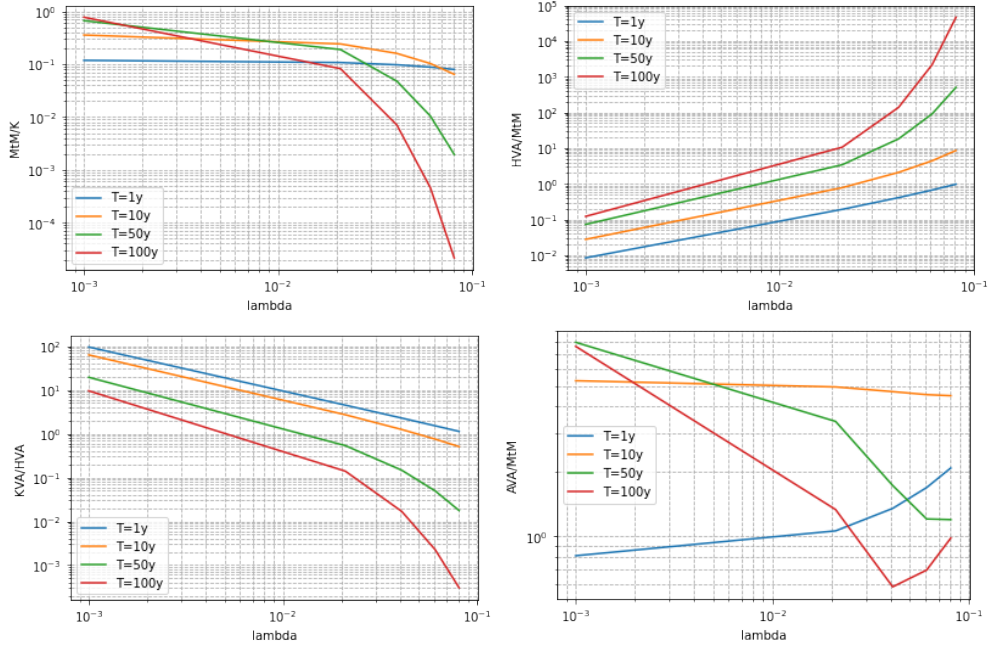 10⁰
10⁻¹
10⁻²
10⁻³
10⁻⁴
MtM/K
T=1y
T=10y
T=50y
T=100y
10⁻³
10⁻²
10⁻¹
lambda
10⁵
10⁴
10³
10²
10¹
10⁰
10⁻¹
10⁻²
HVA/MtM
T=1y
T=10y
T=50y
T=100y
10⁻³
10⁻²
10⁻¹
lambda
10²
10¹
10⁰
10⁻¹
10⁻²
10⁻³
KVA/HVA
T=1y
T=10y
T=50y
T=100y
10⁻³
10⁻²
10⁻¹
lambda
10⁰
AVA/MtM
T=1y
T=10y
T=50y
T=100y
10⁻³
10⁻²
10⁻¹
lambda